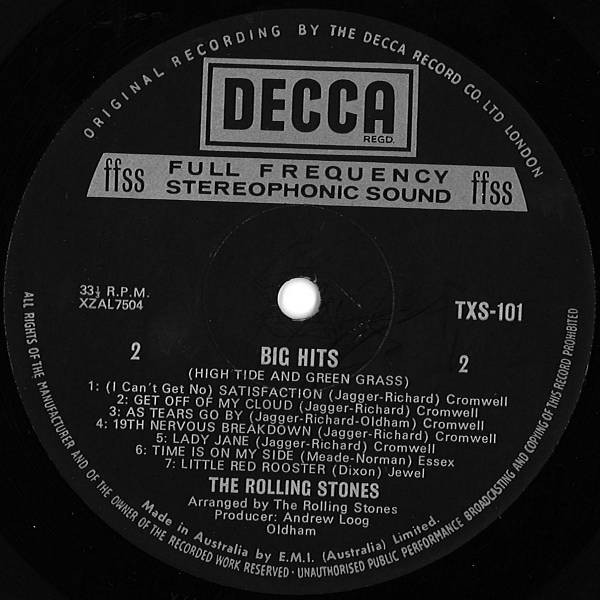 ORIGINAL RECORDING BY THE DECCA RECORD CO. LTD LONDON
DECCA
REGD.
ffss FULL FREQUENCY ffss
STEREOPHONIC SOUND
33⅓ R.P.M.
XZAL7504
TXS-101
2 BIG HITS 2
(HIGH TIDE AND GREEN GRASS)
1: (I Can't Get No) SATISFACTION (Jagger-Richard) Cromwell
2: GET OFF OF MY CLOUD (Jagger-Richard) Cromwell
3: AS TEARS GO BY (Jagger-Richard-Oldham) Cromwell
4: 19TH NERVOUS BREAKDOWN (Jagger-Richard) Cromwell
5: LADY JANE (Jagger-Richard) Cromwell
6: TIME IS ON MY SIDE (Meade-Norman) Essex
7: LITTLE RED ROOSTER (Dixon) Jewel
THE ROLLING STONES
Arranged by The Rolling Stones
Producer: Andrew Loog
Oldham
Made in Australia by E.M.I. (Australia) Limited.
ALL RIGHTS OF THE MANUFACTURER AND OF THE OWNER OF THE RECORDED WORK RESERVED · UNAUTHORISED PUBLIC PERFORMANCE BROADCASTING AND COPYING OF THIS RECORD PROHIBITED